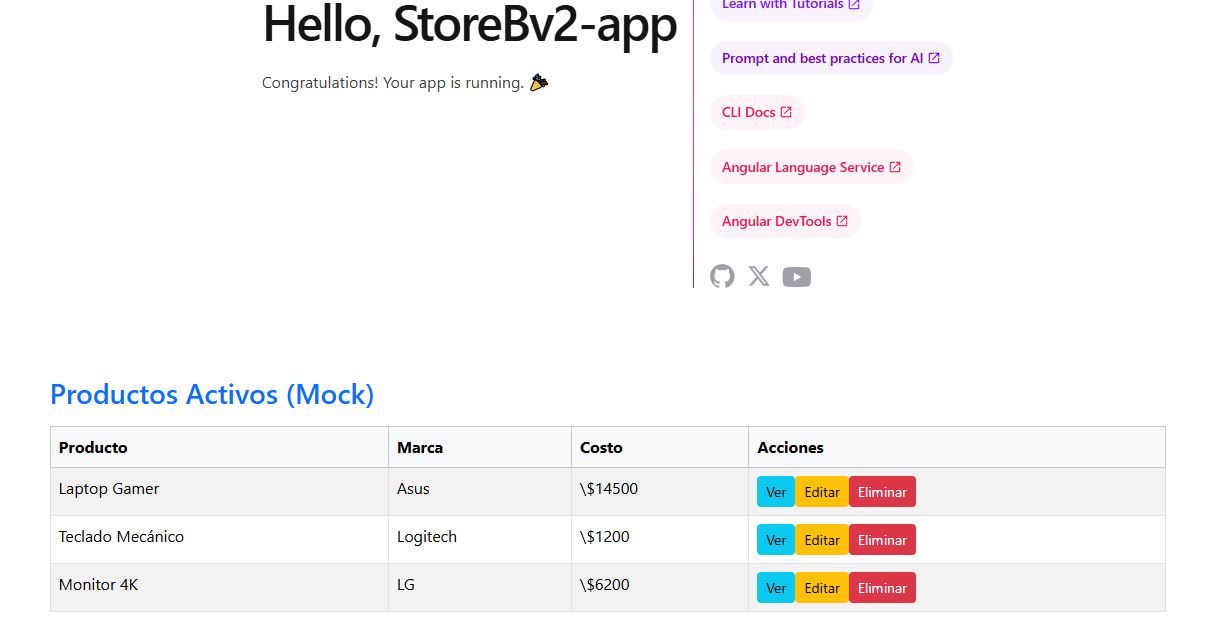 Hello, StoreBv2-app
Congratulations! Your app is running. 🎉
Learn with Tutorials
Prompt and best practices for AI
CLI Docs
Angular Language Service
Angular DevTools
Productos Activos (Mock)
Producto Marca Costo Acciones
Laptop Gamer Asus \$14500 Ver Editar Eliminar
Teclado Mecánico Logitech \$1200 Ver Editar Eliminar
Monitor 4K LG \$6200 Ver Editar Eliminar